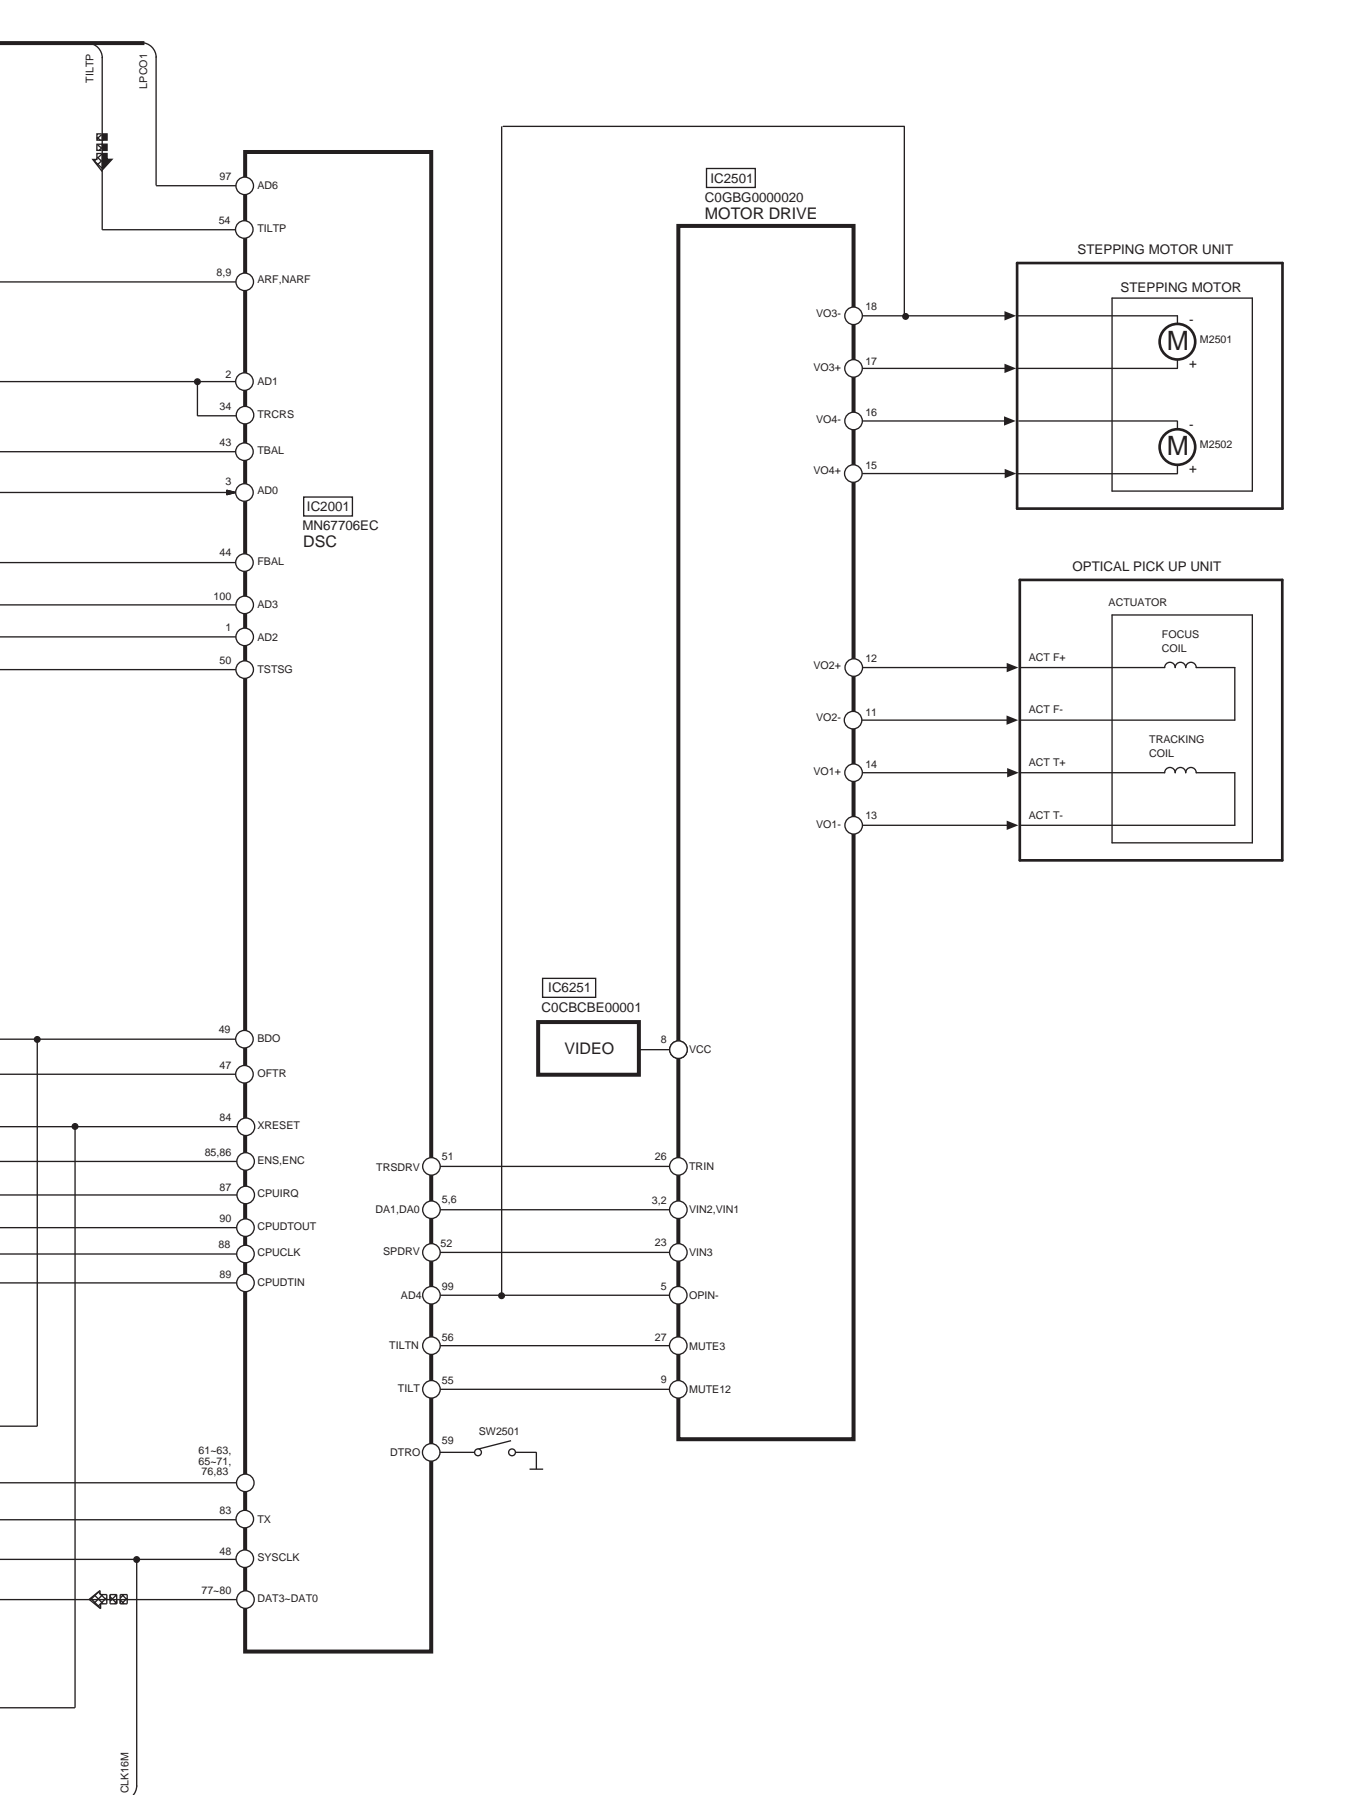 TILTP
LPCO1
97
AD6
54
TILTP
8,9
ARF,NARF
2
AD1
34
TRCRS
43
TBAL
3
AD0
IC2001
MN67706EC
DSC
44
FBAL
100
AD3
1
AD2
50
TSTSG
49
BDO
47
OFTR
84
XRESET
85,86
ENS,ENC
87
CPUIRQ
90
CPUDTOUT
88
CPUCLK
89
CPUDTIN
61~63,
65~71,
76,83
83
TX
48
SYSCLK
77~80
DAT3~DAT0
CLK16M
TRSDRV
51
DA1,DA0
5,6
SPDRV
52
AD4
99
TILTN
56
TILT
55
DTRO
59
SW2501
IC6251
C0CBCBE00001
VIDEO
IC2501
C0GBG0000020
MOTOR DRIVE
8
VCC
26
TRIN
3,2
VIN2,VIN1
23
VIN3
5
OPIN-
27
MUTE3
9
MUTE12
VO3-
18
VO3+
17
VO4-
16
VO4+
15
VO2+
12
VO2-
11
VO1+
14
VO1-
13
STEPPING MOTOR UNIT
STEPPING MOTOR
-
M
M2501
+
-
M
M2502
+
OPTICAL PICK UP UNIT
ACTUATOR
FOCUS
COIL
ACT F+
ACT F-
TRACKING
COIL
ACT T+
ACT T-